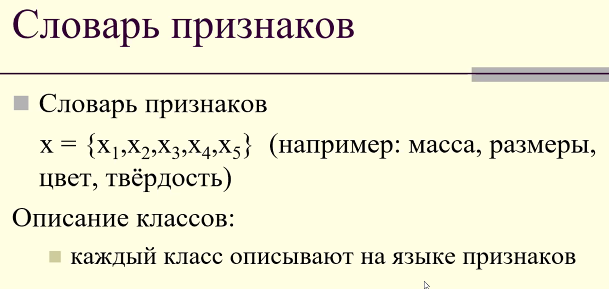 Словарь признаков
Словарь признаков
x = {x₁,x₂,x₃,x₄,x₅} (например: масса, размеры,
цвет, твёрдость)
Описание классов:
каждый класс описывают на языке признаков